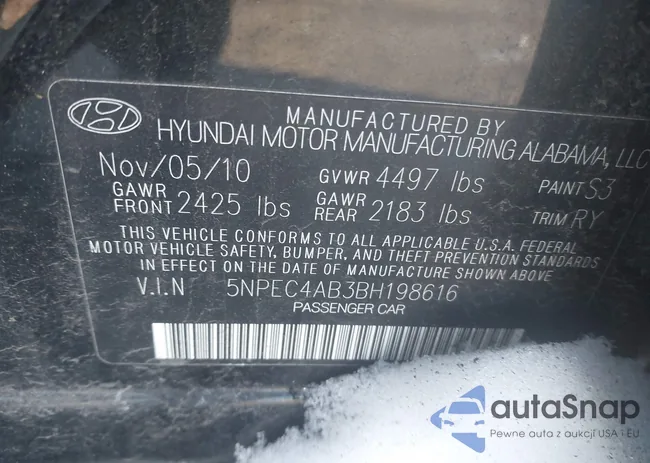 MANUFACTURED BY
HYUNDAI MOTOR MANUFACTURING ALABAMA, LLC
Nov/05/10 GVWR 4497 lbs PAINT S3
GAWR FRONT 2425 lbs GAWR REAR 2183 lbs TRIM RY
THIS VEHICLE CONFORMS TO ALL APPLICABLE U.S.A. FEDERAL
MOTOR VEHICLE SAFETY, BUMPER, AND THEFT PREVENTION STANDARDS
IN EFFECT ON THE DATE OF MANUFACTURE SHOWN ABOVE
V.I.N 5NPEC4AB3BH198616
PASSENGER CAR
autaSnap
Pewne auta z aukcji USA i EU